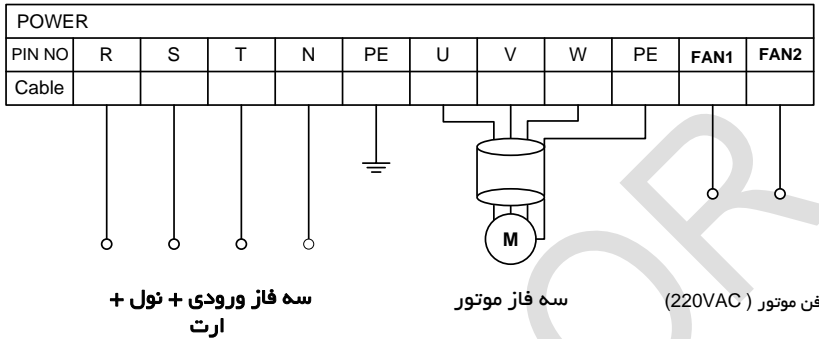 POWER
PIN NO R S T N PE U V W PE FAN1 FAN2
Cable
M
سه فاز ورودی + نول +
ارت
سه فاز موتور
فن موتور ( 220VAC)